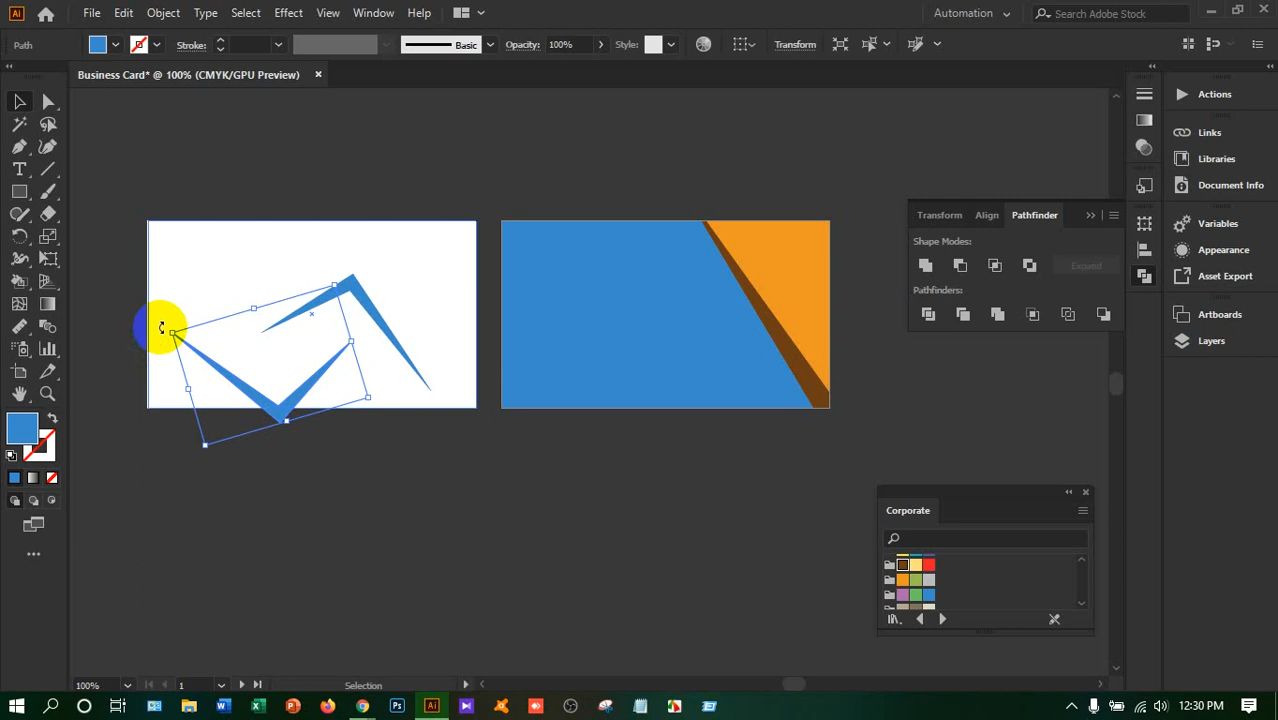 Ai File Edit Object Type Select Effect View Window Help Automation Search Adobe Stock
Path Stroke: Basic Opacity: 100% Style: Transform
Business Card* @ 100% (CMYK/GPU Preview)
Actions
Links
Libraries
Document Info
Variables
Appearance
Asset Export
Artboards
Layers
Transform Align Pathfinder
Shape Modes:
Expand
Pathfinders:
Corporate
100% 1 Selection
12:30 PM